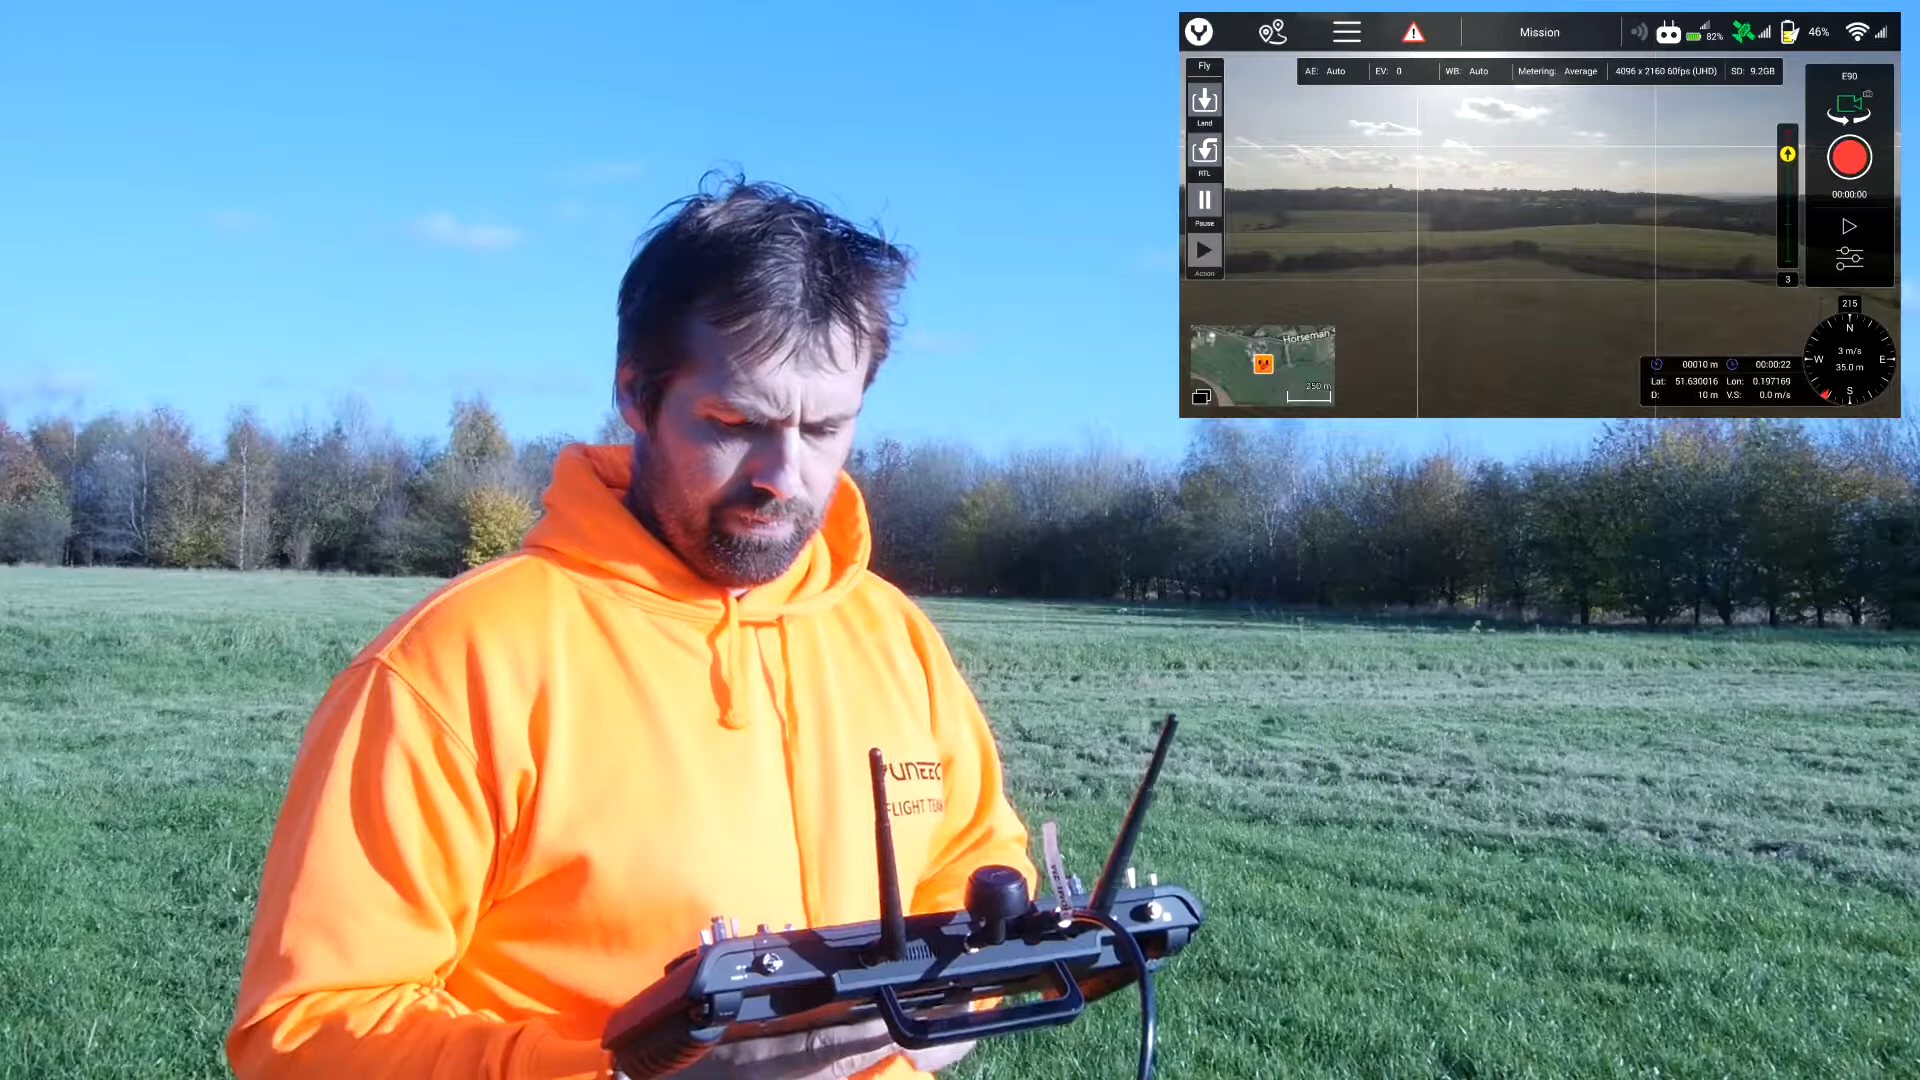 Mission
82%
46%
Fly
AE: Auto
EV: 0
WB: Auto
Metering: Average
4096 x 2160 60fps (UHD)
SD: 9.2GB
E90
Land
RTL
Pause
Action
00:00:00
3
215
N
W
E
S
3 m/s
35.0 m
Horseman
250 m
00010 m
00:00:22
Lat: 51.630016 Lon: 0.197169
D: 10 m V.S: 0.0 m/s
YUNEEC
FLIGHT TEAM